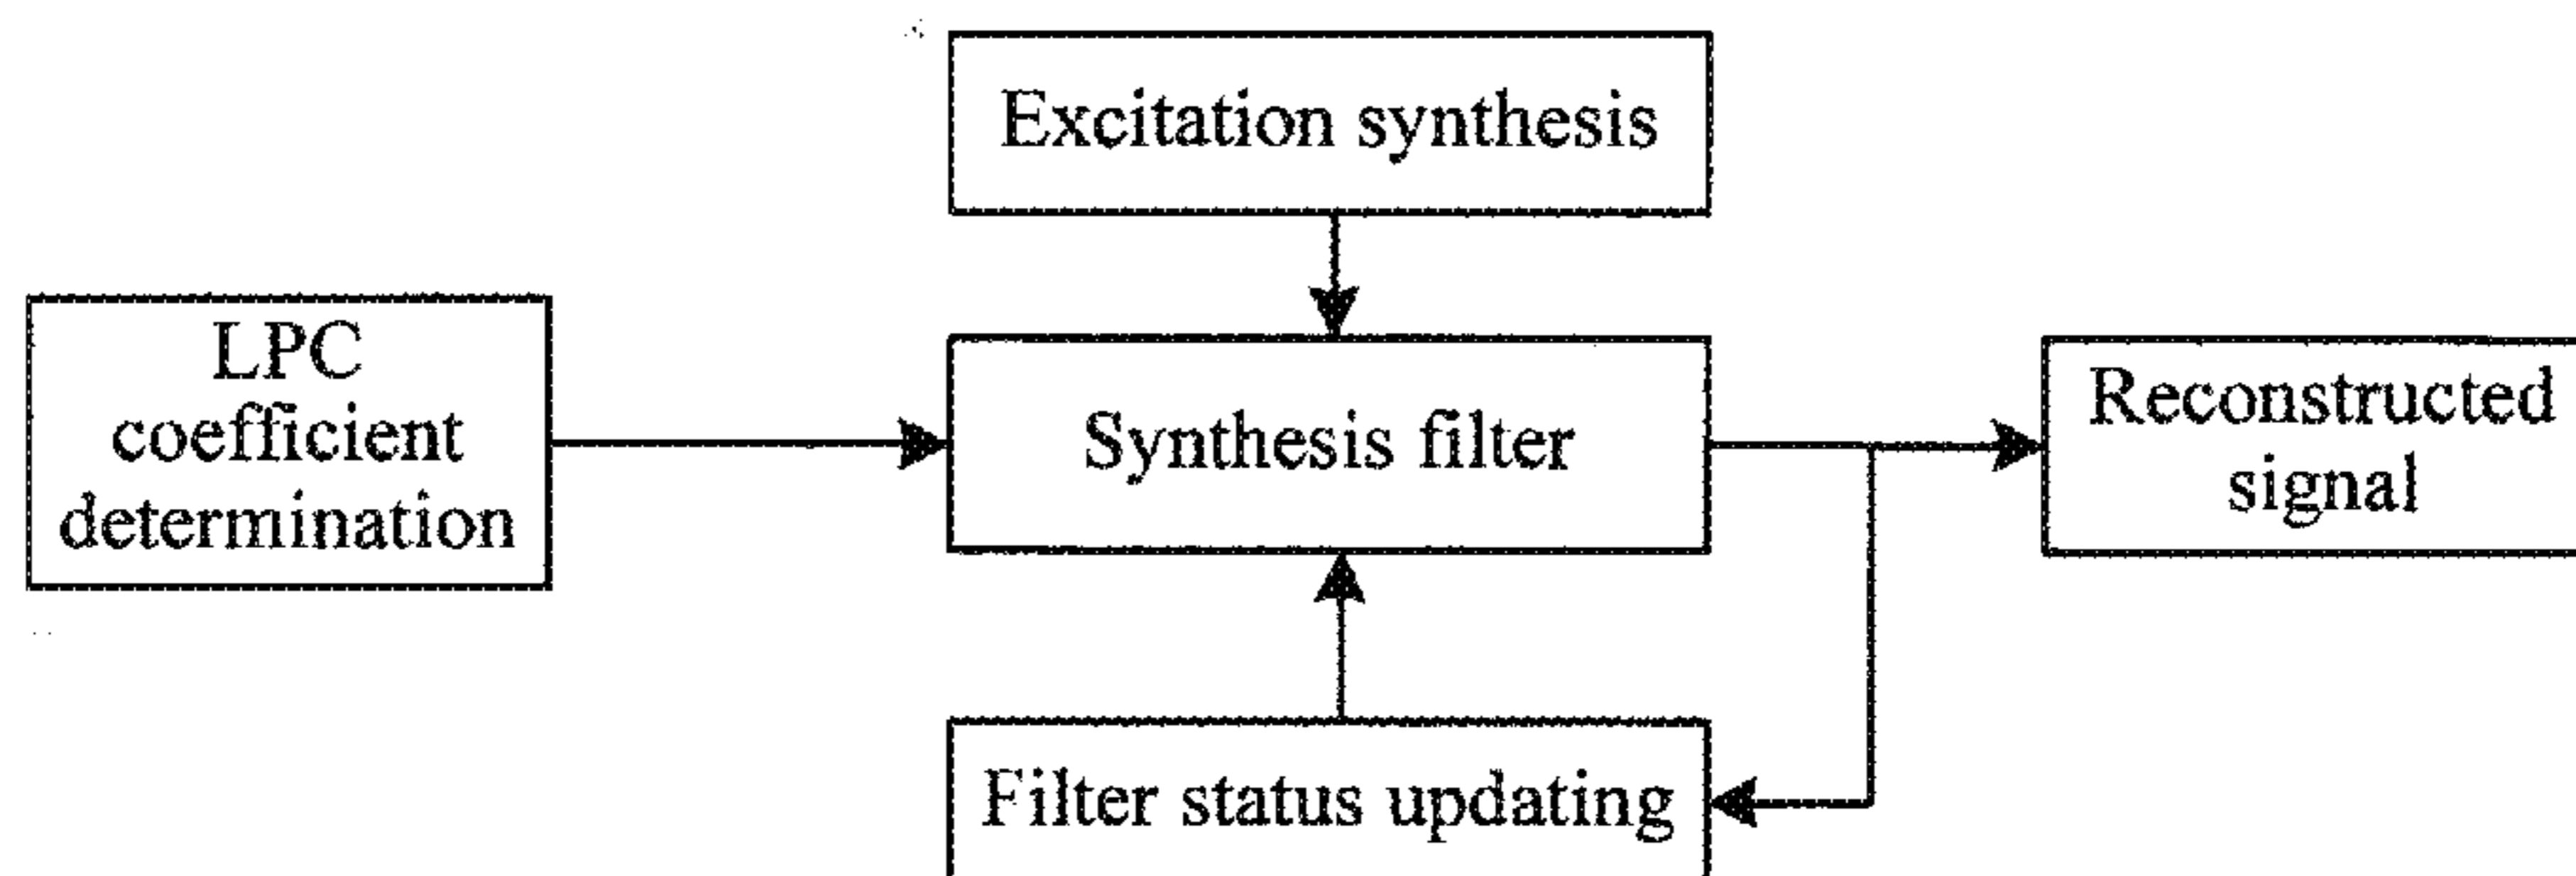 Excitation synthesis
LPC
coefficient
determination
Synthesis filter
Reconstructed
signal
Filter status updating